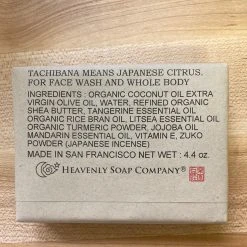 TACHIBANA MEANS JAPANESE CITRUS.
FOR FACE WASH AND WHOLE BODY
INGREDIENTS : ORGANIC COCONUT OIL EXTRA
VIRGIN OLIVE OIL, WATER, REFINED ORGANIC
SHEA BUTTER, TANGERINE ESSENTIAL OIL
ORGANIC RICE BRAN OIL, LITSEA ESSENTIAL OIL
ORGANIC TURMERIC POWDER, JOJOBA OIL
MANDARIN ESSENTIAL OIL, VITAMIN E, ZUKO
POWDER (JAPANESE INCENSE)
MADE IN SAN FRANCISCO NET WT : 4.4 oz.
HEAVENLY SOAP COMPANY®